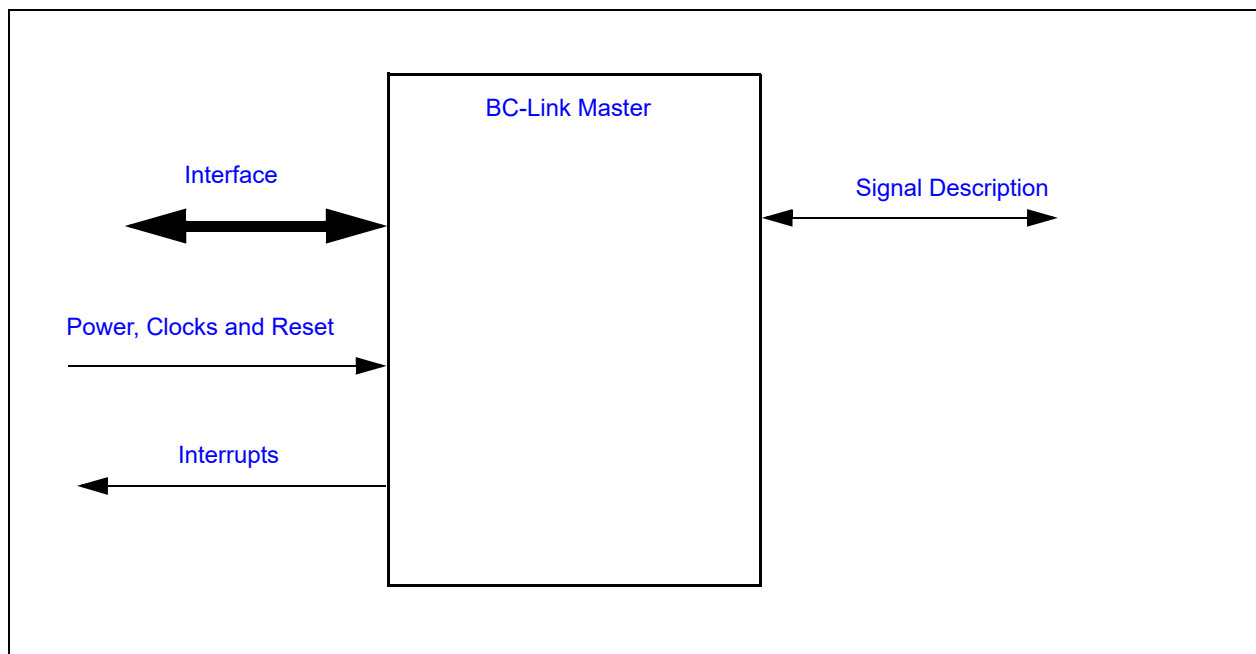 BC-Link Master
Interface
Signal Description
Power, Clocks and Reset
Interrupts